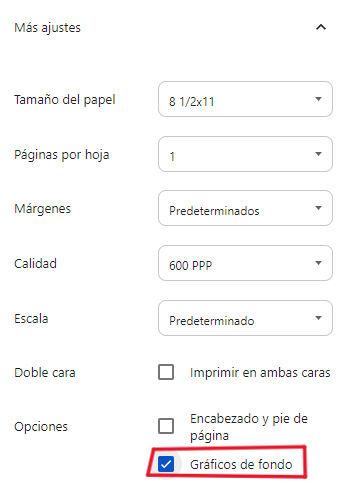 Más ajustes
Tamaño del papel 8 1/2x11
Páginas por hoja 1
Márgenes Predeterminados
Calidad 600 PPP
Escala Predeterminado
Doble cara Imprimir en ambas caras
Opciones Encabezado y pie de
página
Gráficos de fondo